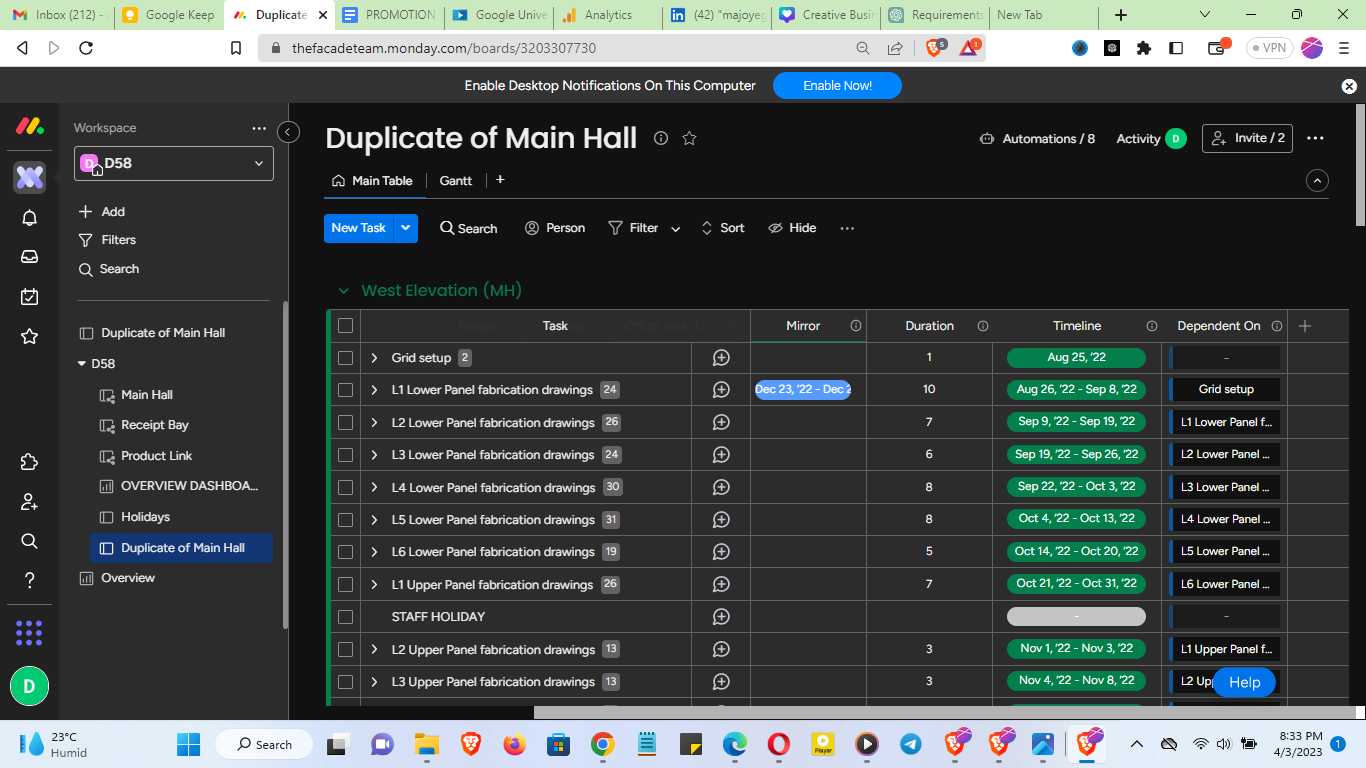 Inbox (212) -
Google Keep
Duplicate
PROMOTION
Google Unive
Analytics
(42) "majoyeg
Creative Busi
Requirements
New Tab
thefacadeteam.monday.com/boards/3203307730
5
1
VPN
Enable Desktop Notifications On This Computer
Enable Now!
Workspace
D D58
Add
Filters
Search
Duplicate of Main Hall
D58
Main Hall
Receipt Bay
Product Link
OVERVIEW DASHBOA...
Holidays
Duplicate of Main Hall
Overview
D
Duplicate of Main Hall
Automations / 8
Activity D
Invite / 2
Main Table
Gantt
New Task
Search
Person
Filter
Sort
Hide
West Elevation (MH)
Person Task Office shut d... Mirror Duration Timeline Dependent On
Grid setup 2 1 Aug 25, '22 -
L1 Lower Panel fabrication drawings 24 Dec 23, '22 - Dec 2 10 Aug 26, '22 - Sep 8, '22 Grid setup
L2 Lower Panel fabrication drawings 26 7 Sep 9, '22 - Sep 19, '22 L1 Lower Panel f...
L3 Lower Panel fabrication drawings 24 6 Sep 19, '22 - Sep 26, '22 L2 Lower Panel ...
L4 Lower Panel fabrication drawings 30 8 Sep 22, '22 - Oct 3, '22 L3 Lower Panel ...
L5 Lower Panel fabrication drawings 31 8 Oct 4, '22 - Oct 13, '22 L4 Lower Panel ...
L6 Lower Panel fabrication drawings 19 5 Oct 14, '22 - Oct 20, '22 L5 Lower Panel ...
L1 Upper Panel fabrication drawings 26 7 Oct 21, '22 - Oct 31, '22 L6 Lower Panel ...
STAFF HOLIDAY - -
L2 Upper Panel fabrication drawings 13 3 Nov 1, '22 - Nov 3, '22 L1 Upper Panel f...
L3 Upper Panel fabrication drawings 13 3 Nov 4, '22 - Nov 8, '22 L2 Upp
Help
23°C
Humid
Search
Player
8:33 PM
4/3/2023
1